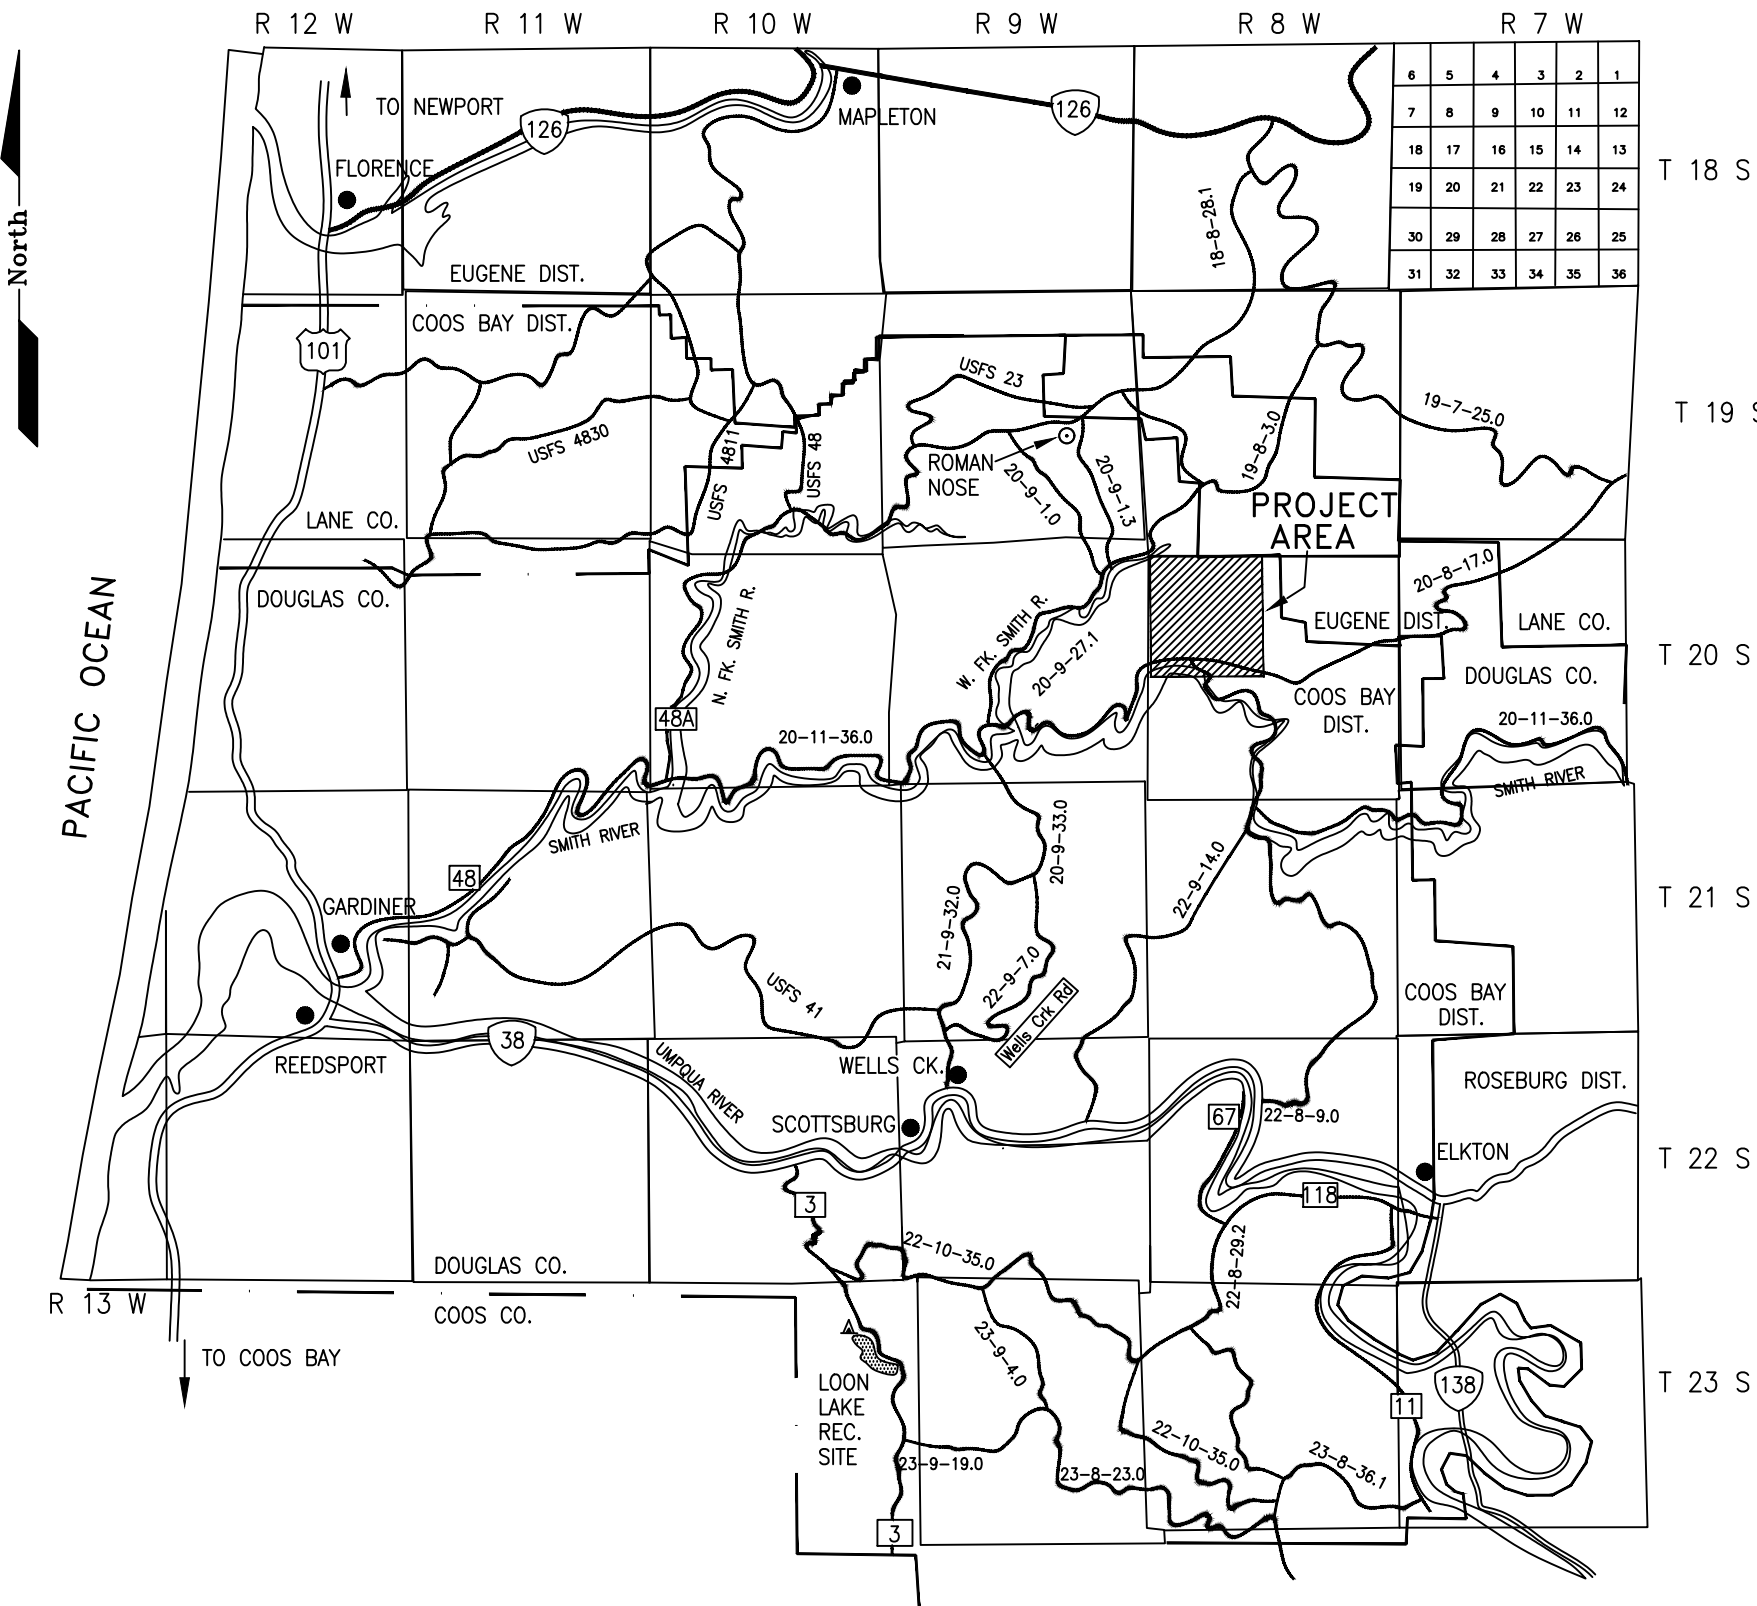 R 12 W
R 11 W
R 10 W
R 9 W
R 8 W
R 7 W
North
TO NEWPORT
126
MAPLETON
126
6 5 4 3 2 1
7 8 9 10 11 12
18 17 16 15 14 13
19 20 21 22 23 24
30 29 28 27 26 25
31 32 33 34 35 36
T 18 S
FLORENCE
18-8-28.1
EUGENE DIST.
COOS BAY DIST.
101
USFS 23
19-7-25.0
T 19 S
USFS 4830
USFS 4811
USFS 48
ROMAN
NOSE
20-9-1.0
20-9-1.3
19-8-3.0
PROJECT
AREA
LANE CO.
DOUGLAS CO.
20-8-17.0
PACIFIC OCEAN
N. FK. SMITH R.
W. FK. SMITH R.
20-9-27.1
EUGENE DIST.
LANE CO.
T 20 S
DOUGLAS CO.
COOS BAY
DIST.
48A
20-11-36.0
20-11-36.0
SMITH RIVER
SMITH RIVER
20-9-33.0
22-9-14.0
48
GARDINER
21-9-32.0
22-9-7.0
T 21 S
USFS 41
Wells Crk Rd
COOS BAY
DIST.
38
REEDSPORT
UMPQUA RIVER
WELLS CK.
ROSEBURG DIST.
SCOTTSBURG
67
22-8-9.0
ELKTON
T 22 S
3
118
22-10-35.0
22-8-29.2
DOUGLAS CO.
R 13 W
COOS CO.
TO COOS BAY
23-9-4.0
LOON
LAKE
REC.
SITE
138
T 23 S
11
22-10-35.0
23-8-36.1
23-9-19.0
23-8-23.0
3